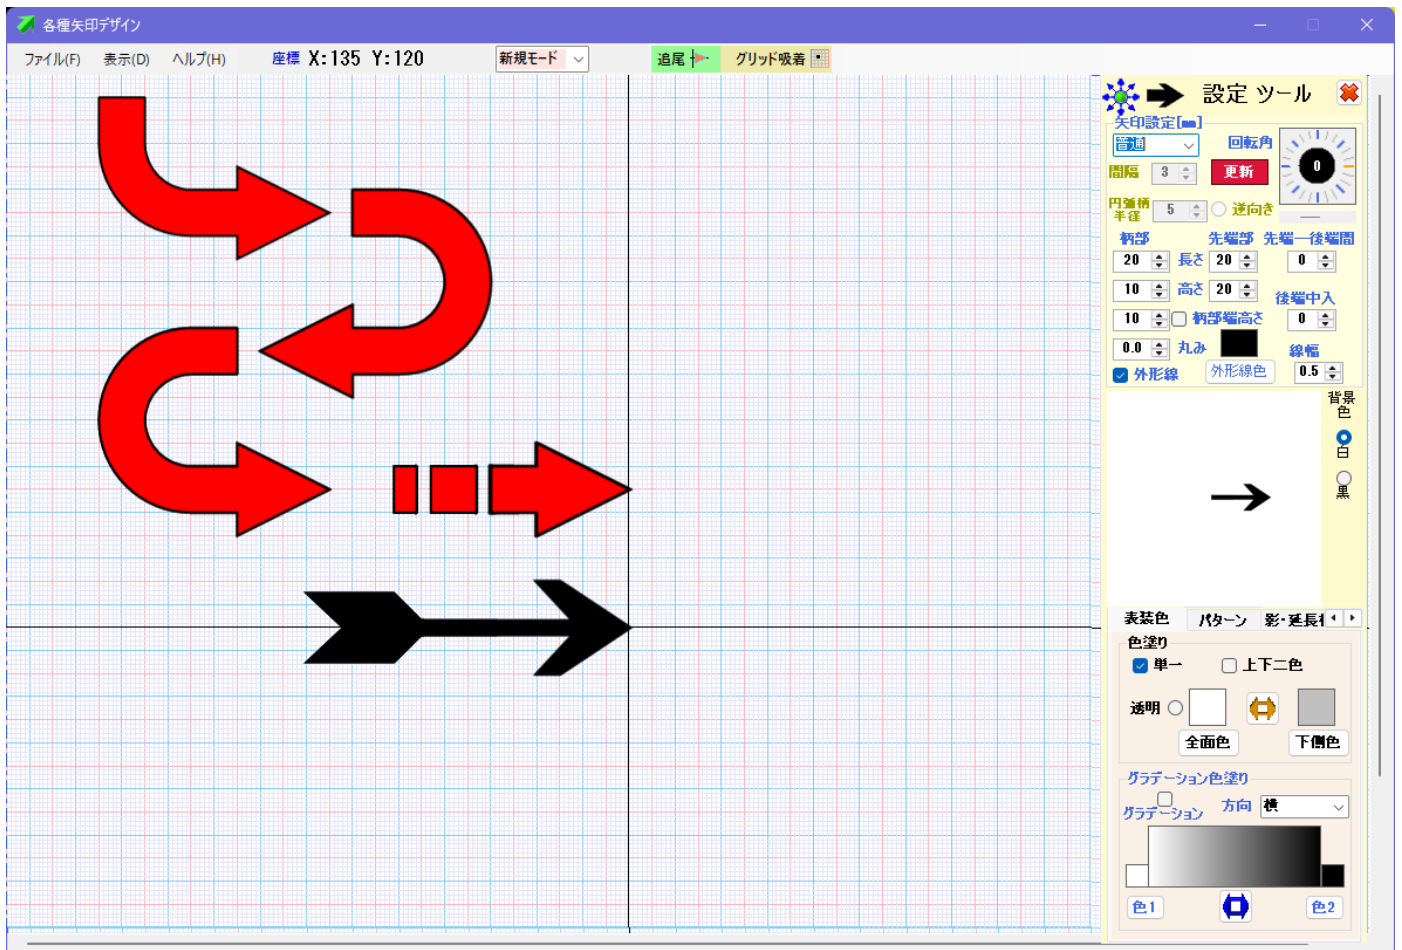 各種矢印デザイン
ファイル(F) 表示(D) ヘルプ(H) 座標 X:135 Y:120 新規モード 追尾 グリッド吸着
設定 ツール
矢印設定[mm]
普通 回転角
間隔 3 更新 0
円弧柄半径 5 逆向き
柄部 先端部 先端―後端間
20 長さ 20 0
10 高さ 20 後端中入
10 柄部端高さ 0
0.0 丸み 線幅
外形線 外形線色 0.5
背景色
白
黒
表装色 パターン 影・延長
色塗り
単一 上下二色
透明
全面色 下側色
グラデーション色塗り
グラデーション 方向 横
色1 色2